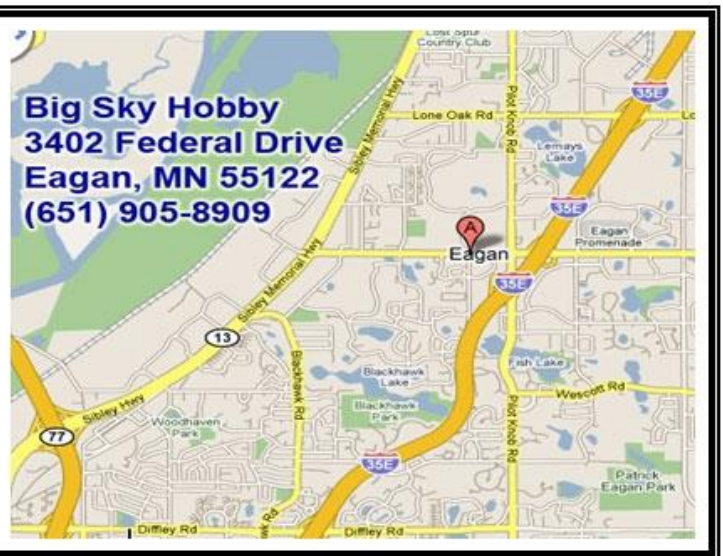 Big Sky Hobby
3402 Federal Drive
Eagan, MN 55122
(651) 905-8909
Lost Spur
Country Club
35E
Lone Oak Rd
Lo
Pilot Knob Rd
Sibley Memorial Hwy
Lemays
Lake
35E
A
Eagan
Eagan
Promenade
35E
Sibley Memorial Hwy
13
Blackhawk Rd
Blackhawk
Lake
Fish Lake
Wescott Rd
Blackhawk
Park
Sibley Hwy
77
Woodhaven
Park
Pilot Knob Rd
35E
Patrick
Eagan Park
Diffley Rd
wk Rd
Diffley Rd